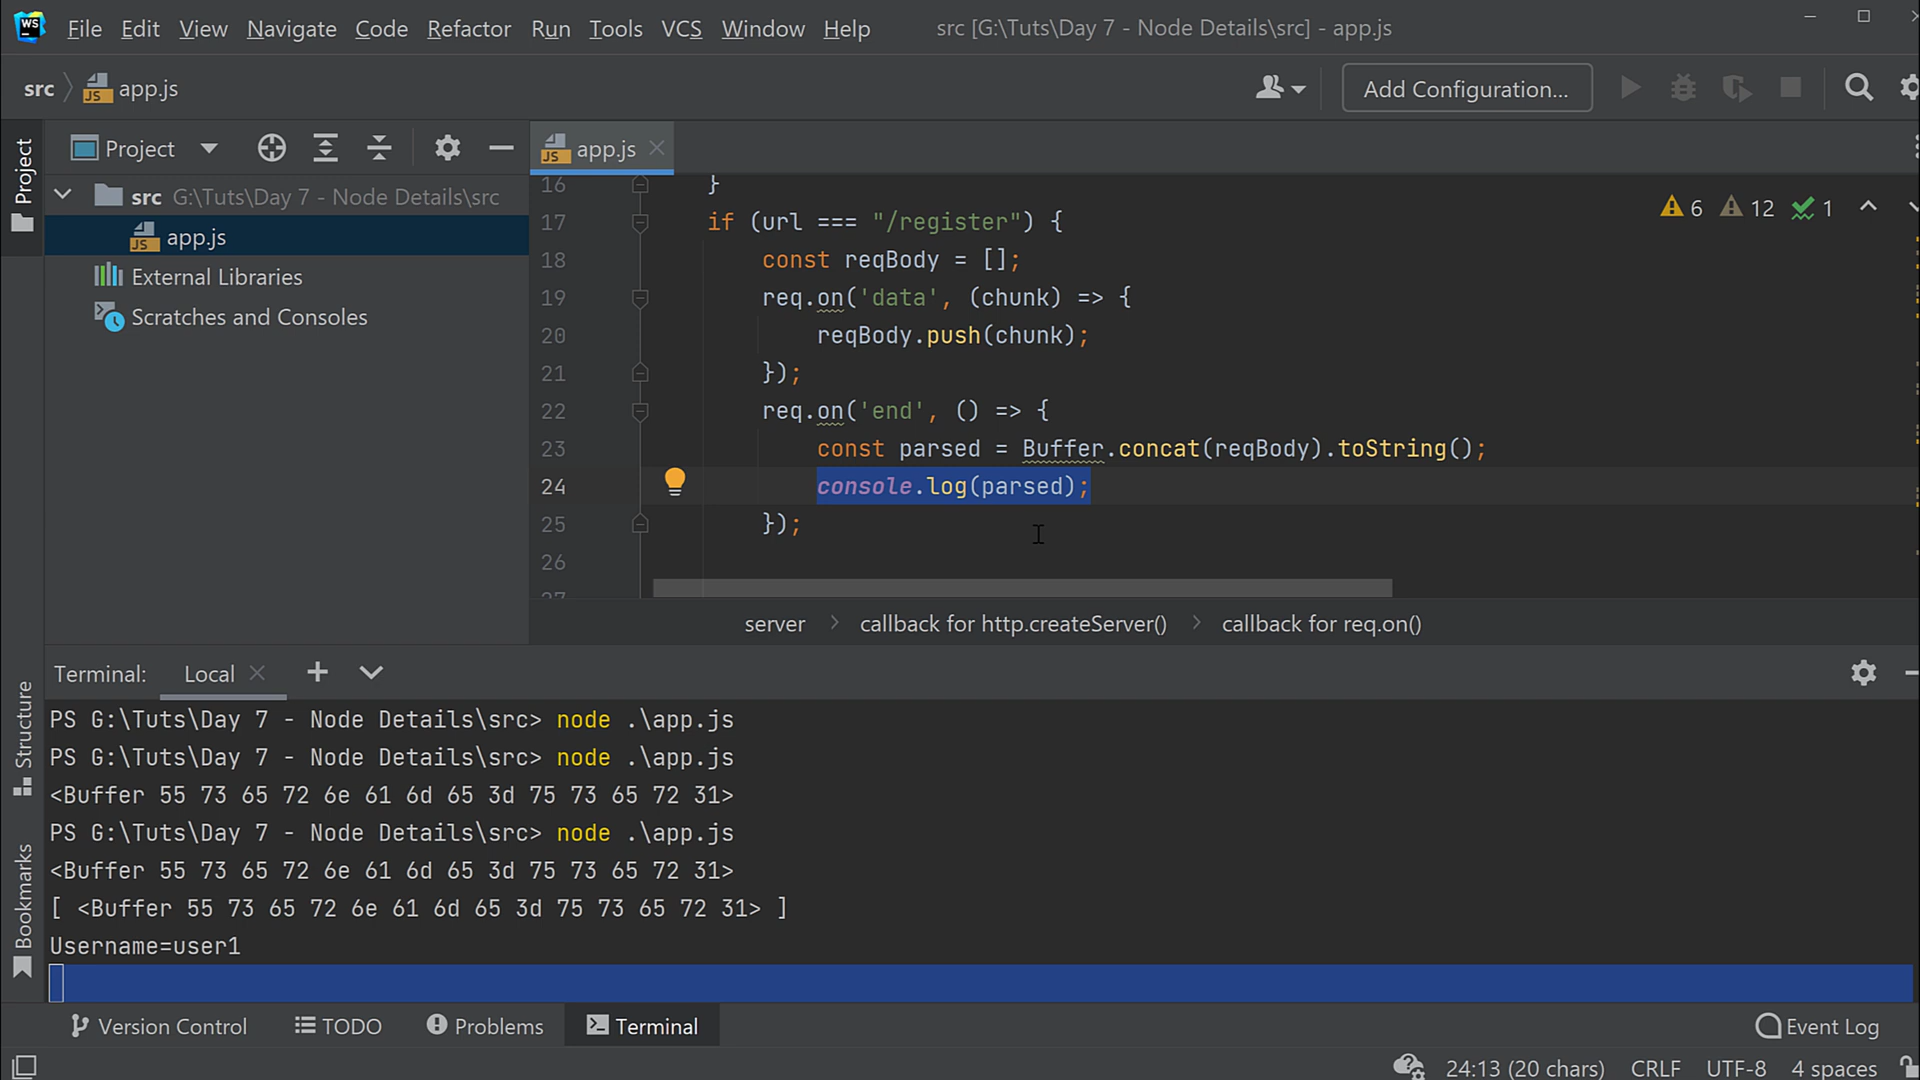 WS File Edit View Navigate Code Refactor Run Tools VCS Window Help src [G:\Tuts\Day 7 - Node Details\src] - app.js
src app.js Add Configuration...
Project
Project
app.js
src G:\Tuts\Day 7 - Node Details\src
app.js
External Libraries
Scratches and Consoles
6 12 1
16 }
17 if (url === "/register") {
18 const reqBody = [];
19 req.on('data', (chunk) => {
20 reqBody.push(chunk);
21 });
22 req.on('end', () => {
23 const parsed = Buffer.concat(reqBody).toString();
24 console.log(parsed);
25 });
26
27
server callback for http.createServer() callback for req.on()
Terminal: Local
PS G:\Tuts\Day 7 - Node Details\src> node .\app.js
PS G:\Tuts\Day 7 - Node Details\src> node .\app.js
<Buffer 55 73 65 72 6e 61 6d 65 3d 75 73 65 72 31>
PS G:\Tuts\Day 7 - Node Details\src> node .\app.js
<Buffer 55 73 65 72 6e 61 6d 65 3d 75 73 65 72 31>
[ <Buffer 55 73 65 72 6e 61 6d 65 3d 75 73 65 72 31> ]
Username=user1
Structure
Bookmarks
Version Control TODO Problems Terminal Event Log
24:13 (20 chars) CRLF UTF-8 4 spaces